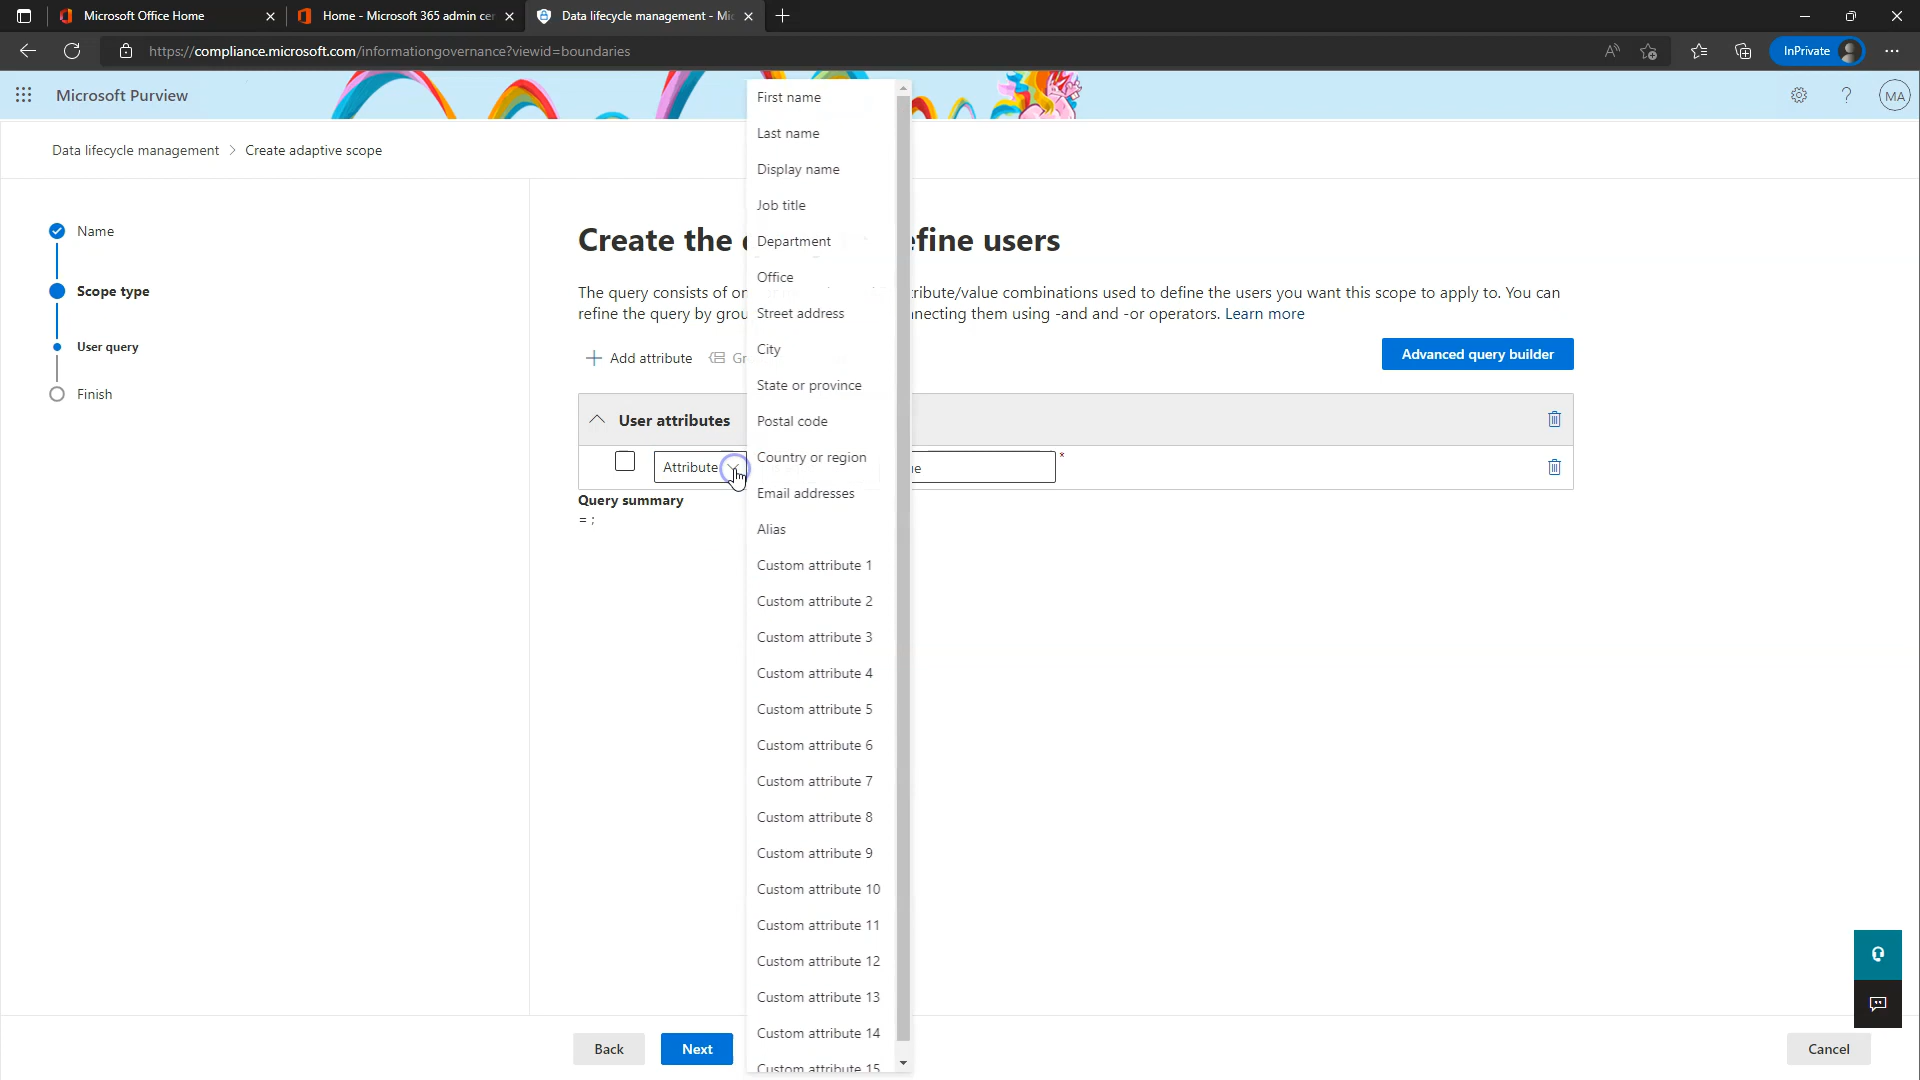 Microsoft Office Home
Home - Microsoft 365 admin cer
Data lifecycle management - Mic
https://compliance.microsoft.com/informationgovernance?viewid=boundaries
InPrivate
Microsoft Purview
MA
Data lifecycle management > Create adaptive scope
Name
Scope type
User query
Finish
Create the
efine users
The query consists of or
ribute/value combinations used to define the users you want this scope to apply to. You can
refine the query by grou
nnecting them using -and and -or operators. Learn more
Add attribute
Gr
Advanced query builder
User attributes
Attribute
ue
*
Query summary
= ;
First name
Last name
Display name
Job title
Department
Office
Street address
City
State or province
Postal code
Country or region
Email addresses
Alias
Custom attribute 1
Custom attribute 2
Custom attribute 3
Custom attribute 4
Custom attribute 5
Custom attribute 6
Custom attribute 7
Custom attribute 8
Custom attribute 9
Custom attribute 10
Custom attribute 11
Custom attribute 12
Custom attribute 13
Custom attribute 14
Custom attribute 15
Back
Next
Cancel